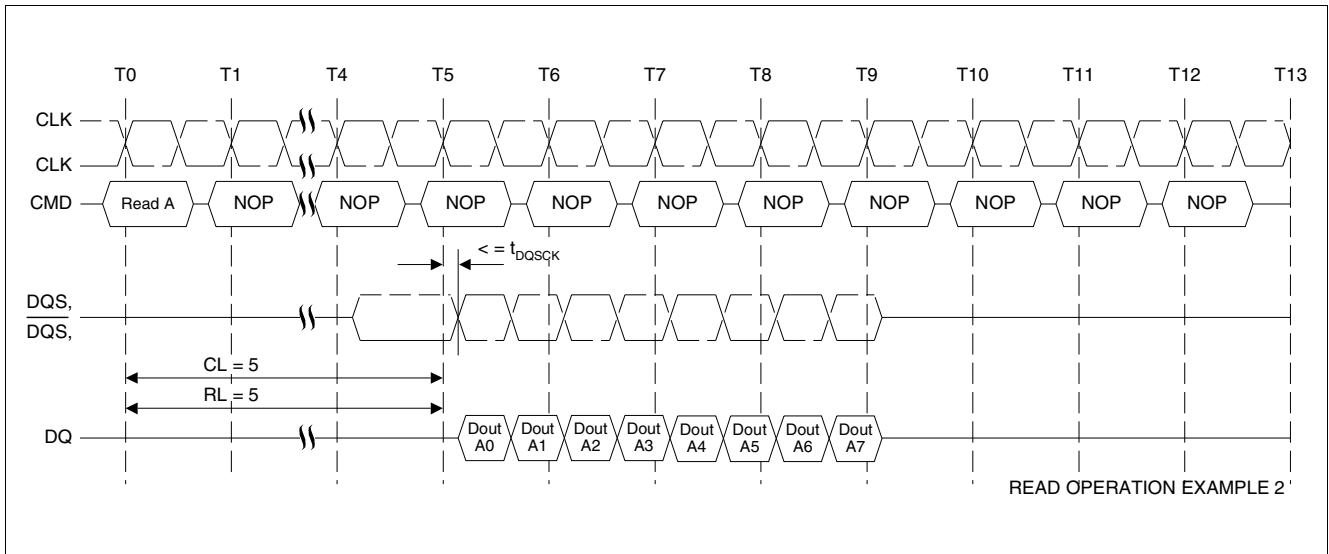 T0 T1 T4 T5 T6 T7 T8 T9 T10 T11 T12 T13
CLK
CLK
CMD Read A NOP NOP NOP NOP NOP NOP NOP NOP NOP NOP
< = tDQSCK
DQS,
DQS,
CL = 5
RL = 5
DQ Dout A0 Dout A1 Dout A2 Dout A3 Dout A4 Dout A5 Dout A6 Dout A7
READ OPERATION EXAMPLE 2